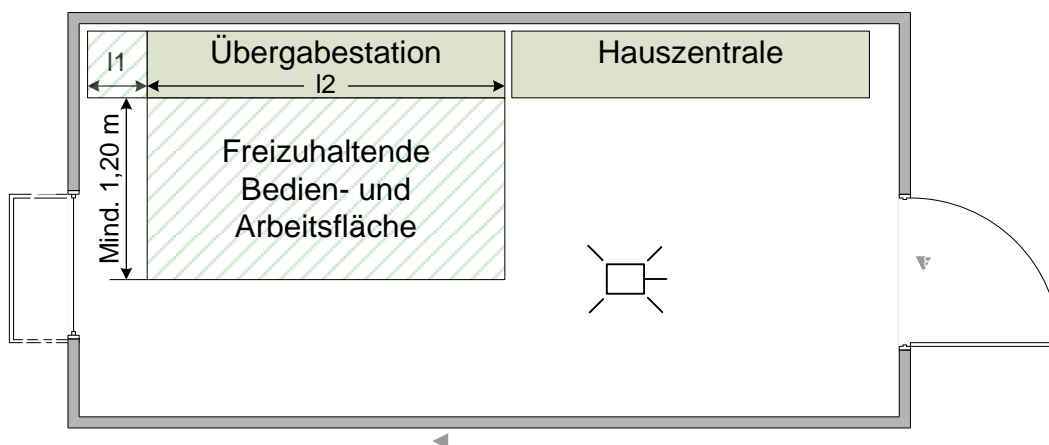 Übergabestation
Hauszentrale
l1
l2
Mind. 1,20 m
Freizuhaltende
Bedien- und
Arbeitsfläche